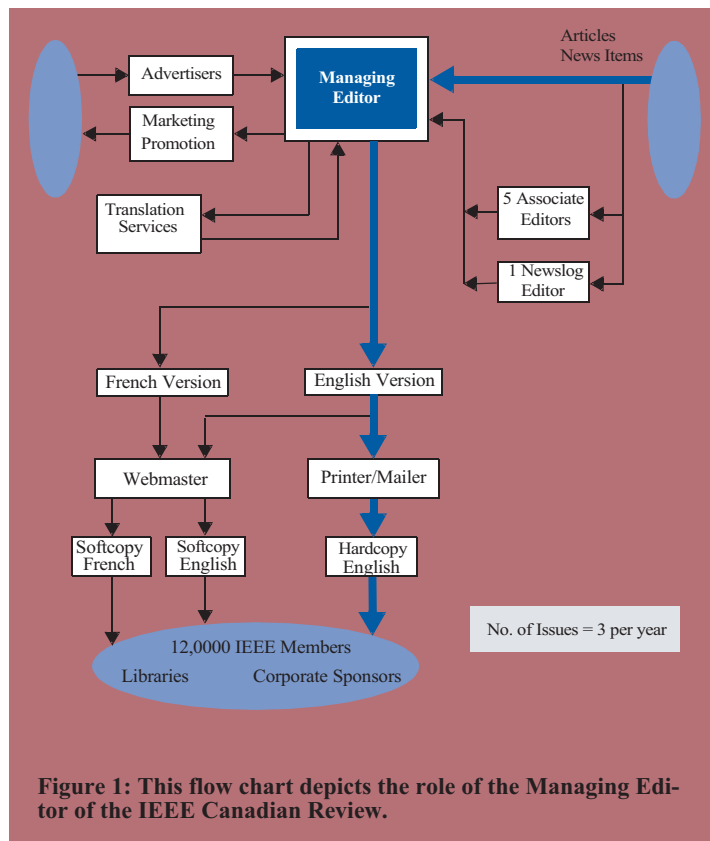 Articles
News Items
Advertisers
Managing
Editor
Marketing
Promotion
5 Associate
Editors
Translation
Services
1 Newslog
Editor
French Version
English Version
Webmaster
Printer/Mailer
Softcopy
French
Softcopy
English
Hardcopy
English
12,0000 IEEE Members
Libraries
Corporate Sponsors
No. of Issues = 3 per year
Figure 1: This flow chart depicts the role of the Managing Edi-
tor of the IEEE Canadian Review.